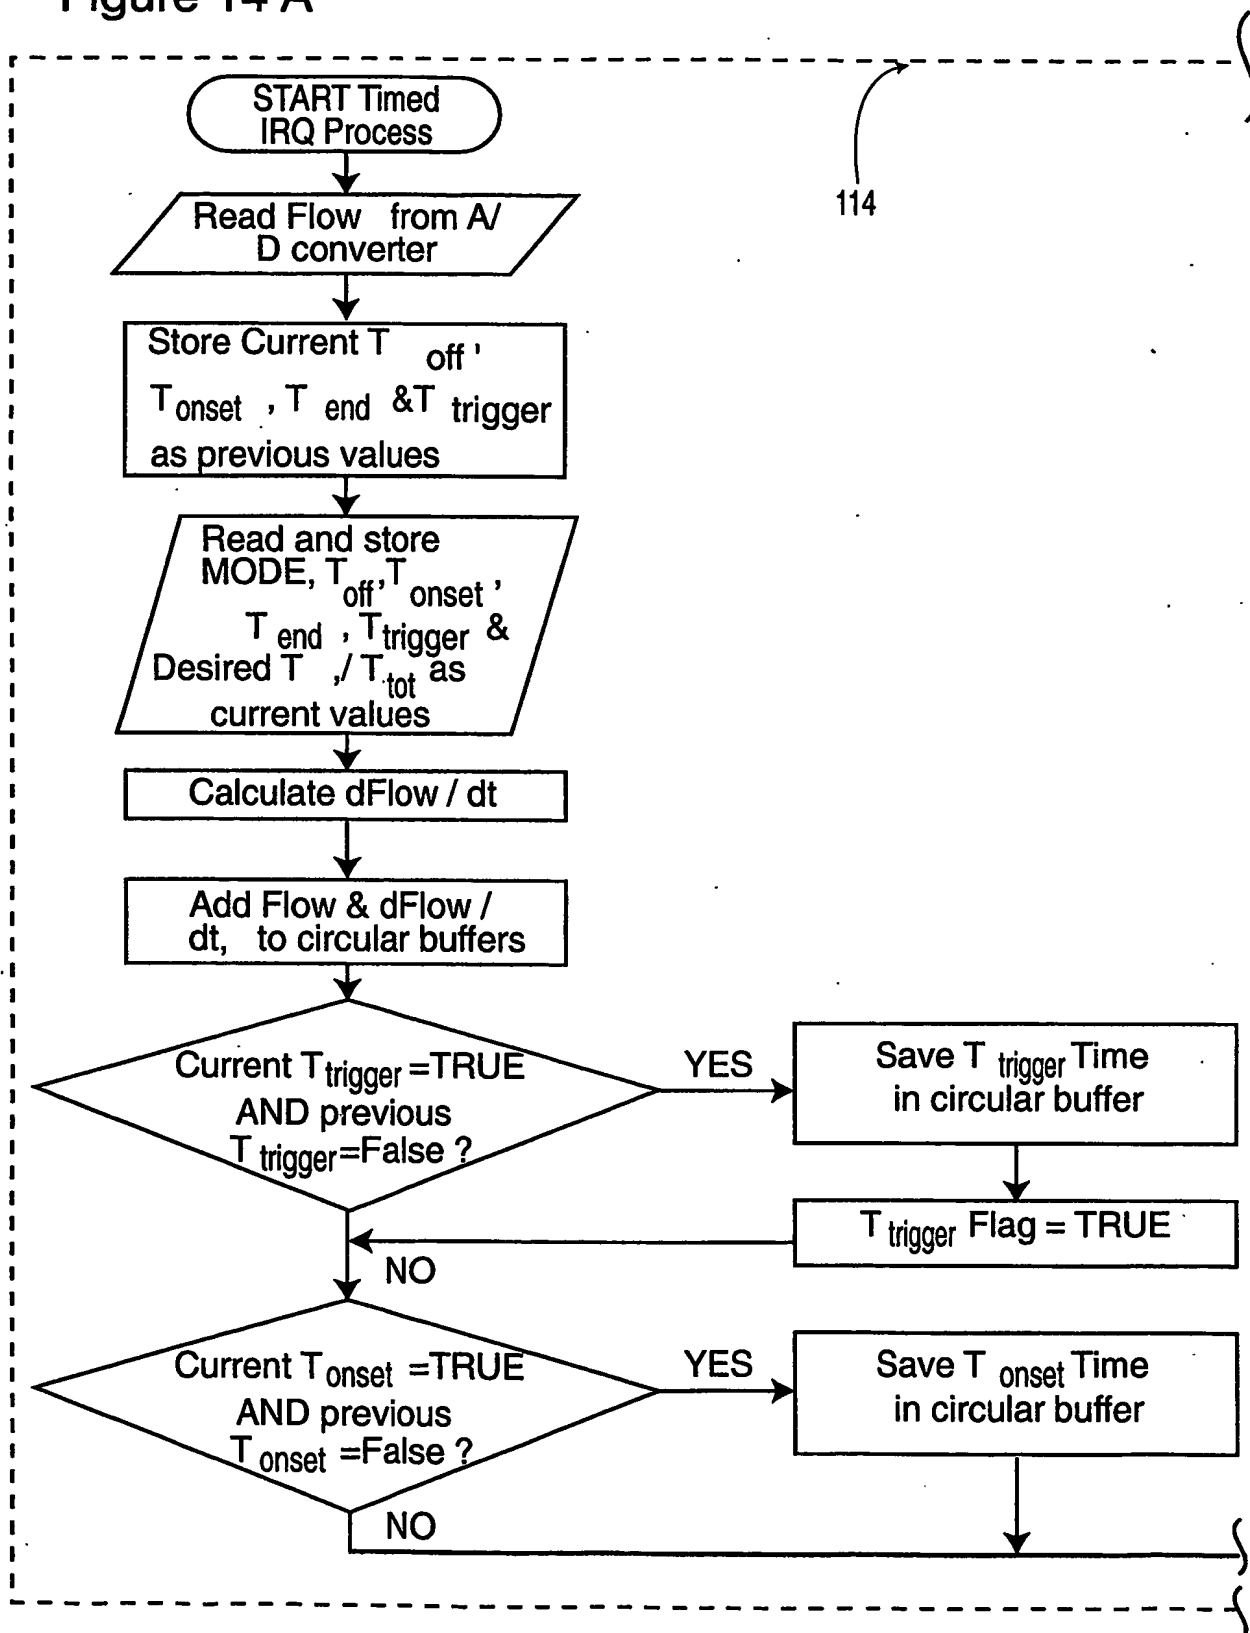 Figure 14 A
START Timed
IRQ Process
114
Read Flow from A/
D converter
Store Current T off '
T onset , T end &T trigger
as previous values
Read and store
MODE, T off, T onset ,
T end , T trigger &
Desired T ,/ T tot as
current values
Calculate dFlow / dt
Add Flow & dFlow /
dt, to circular buffers
Current T trigger =TRUE
AND previous
T trigger=False ?
YES
Save T trigger Time
in circular buffer
T trigger Flag = TRUE
NO
Current T onset =TRUE
AND previous
T onset =False ?
YES
Save T onset Time
in circular buffer
NO